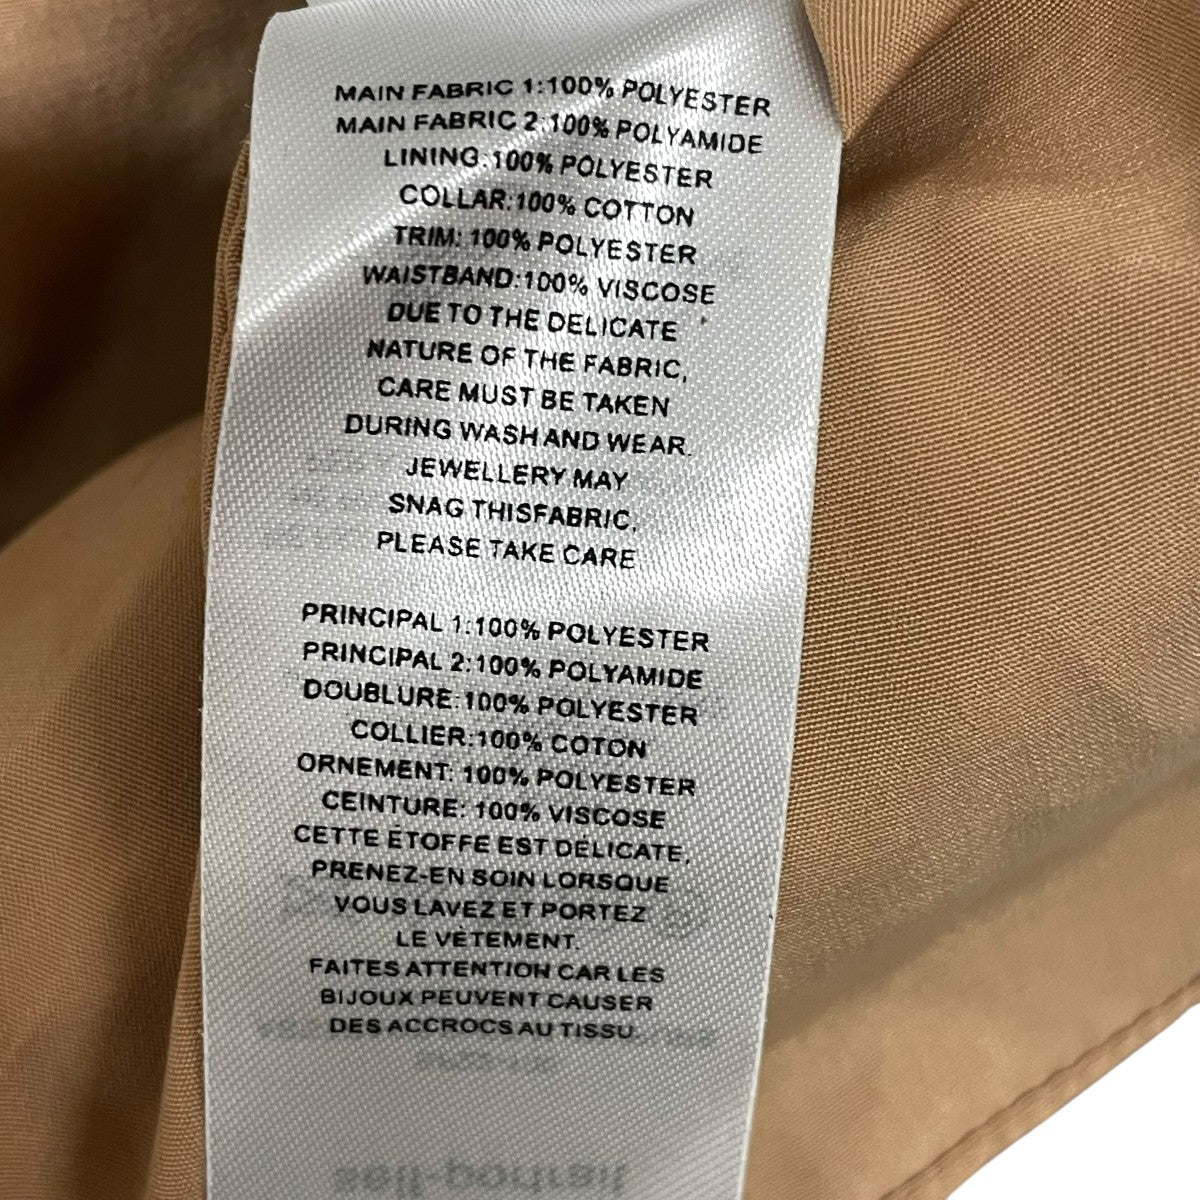 MAIN FABRIC 1:100% POLYESTER
MAIN FABRIC 2:100% POLYAMIDE
LINING:100% POLYESTER
COLLAR:100% COTTON
TRIM: 100% POLYESTER
WAISTBAND:100% VISCOSE
DUE TO THE DELICATE
NATURE OF THE FABRIC,
CARE MUST BE TAKEN
DURING WASH AND WEAR.
JEWELLERY MAY
SNAG THISFABRIC,
PLEASE TAKE CARE
PRINCIPAL 1:100% POLYESTER
PRINCIPAL 2:100% POLYAMIDE
DOUBLURE:100% POLYESTER
COLLIER:100% COTON
ORNEMENT: 100% POLYESTER
CEINTURE: 100% VISCOSE
CETTE ÉTOFFE EST DÉLICATE,
PRENEZ-EN SOIN LORSQUE
VOUS LAVEZ ET PORTEZ
LE VÊTEMENT.
FAITES ATTENTION CAR LES
BIJOUX PEUVENT CAUSER
DES ACCROCS AU TISSU.